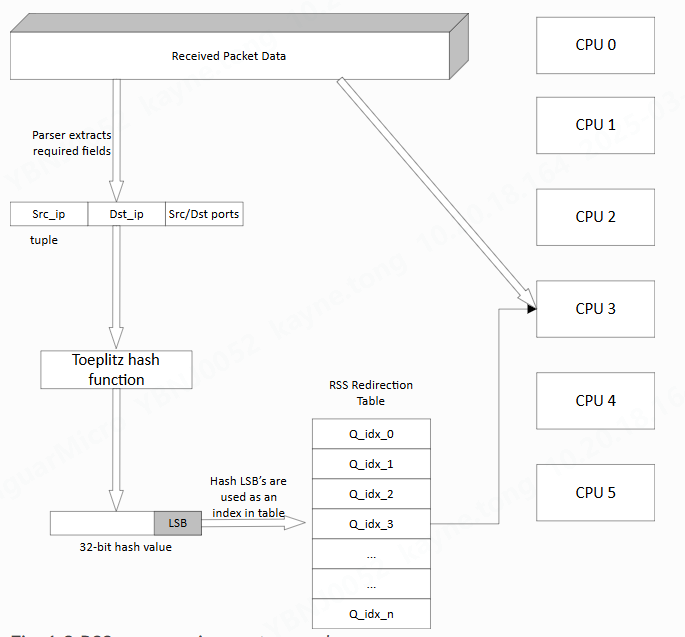 Received Packet Data
CPU 0
CPU 1
Parser extracts
required fields
Src_ip
Dst_ip
Src/Dst ports
CPU 2
tuple
CPU 3
Toeplitz hash
function
RSS Redirection
Table
CPU 4
Q_idx_0
Q_idx_1
Hash LSB's are
used as an
index in table
Q_idx_2
CPU 5
LSB
Q_idx_3
32-bit hash value
...
...
Q_idx_n